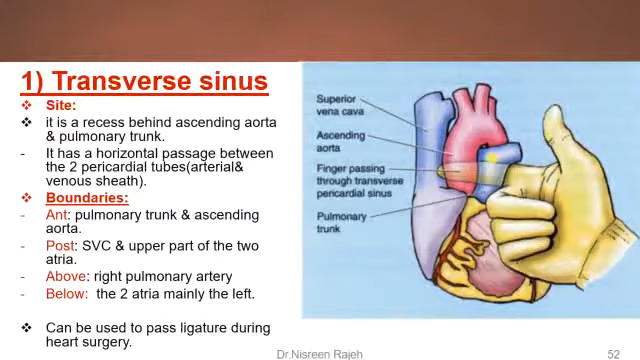 1) Transverse sinus
❖ Site:
❖ it is a recess behind ascending aorta
& pulmonary trunk.
- It has a horizontal passage between
the 2 pericardial tubes(arterial&
venous sheath).
❖ Boundaries:
- Ant: pulmonary trunk & ascending
aorta.
- Post: SVC & upper part of the two
atria.
- Above: right pulmonary artery
- Below: the 2 atria mainly the left.
❖ Can be used to pass ligature during
heart surgery.
Superior
vena cava
Ascending
aorta
Finger passing
through transverse
pericardial sinus
Pulmonary
trunk
Dr.Nisreen Rajeh
52